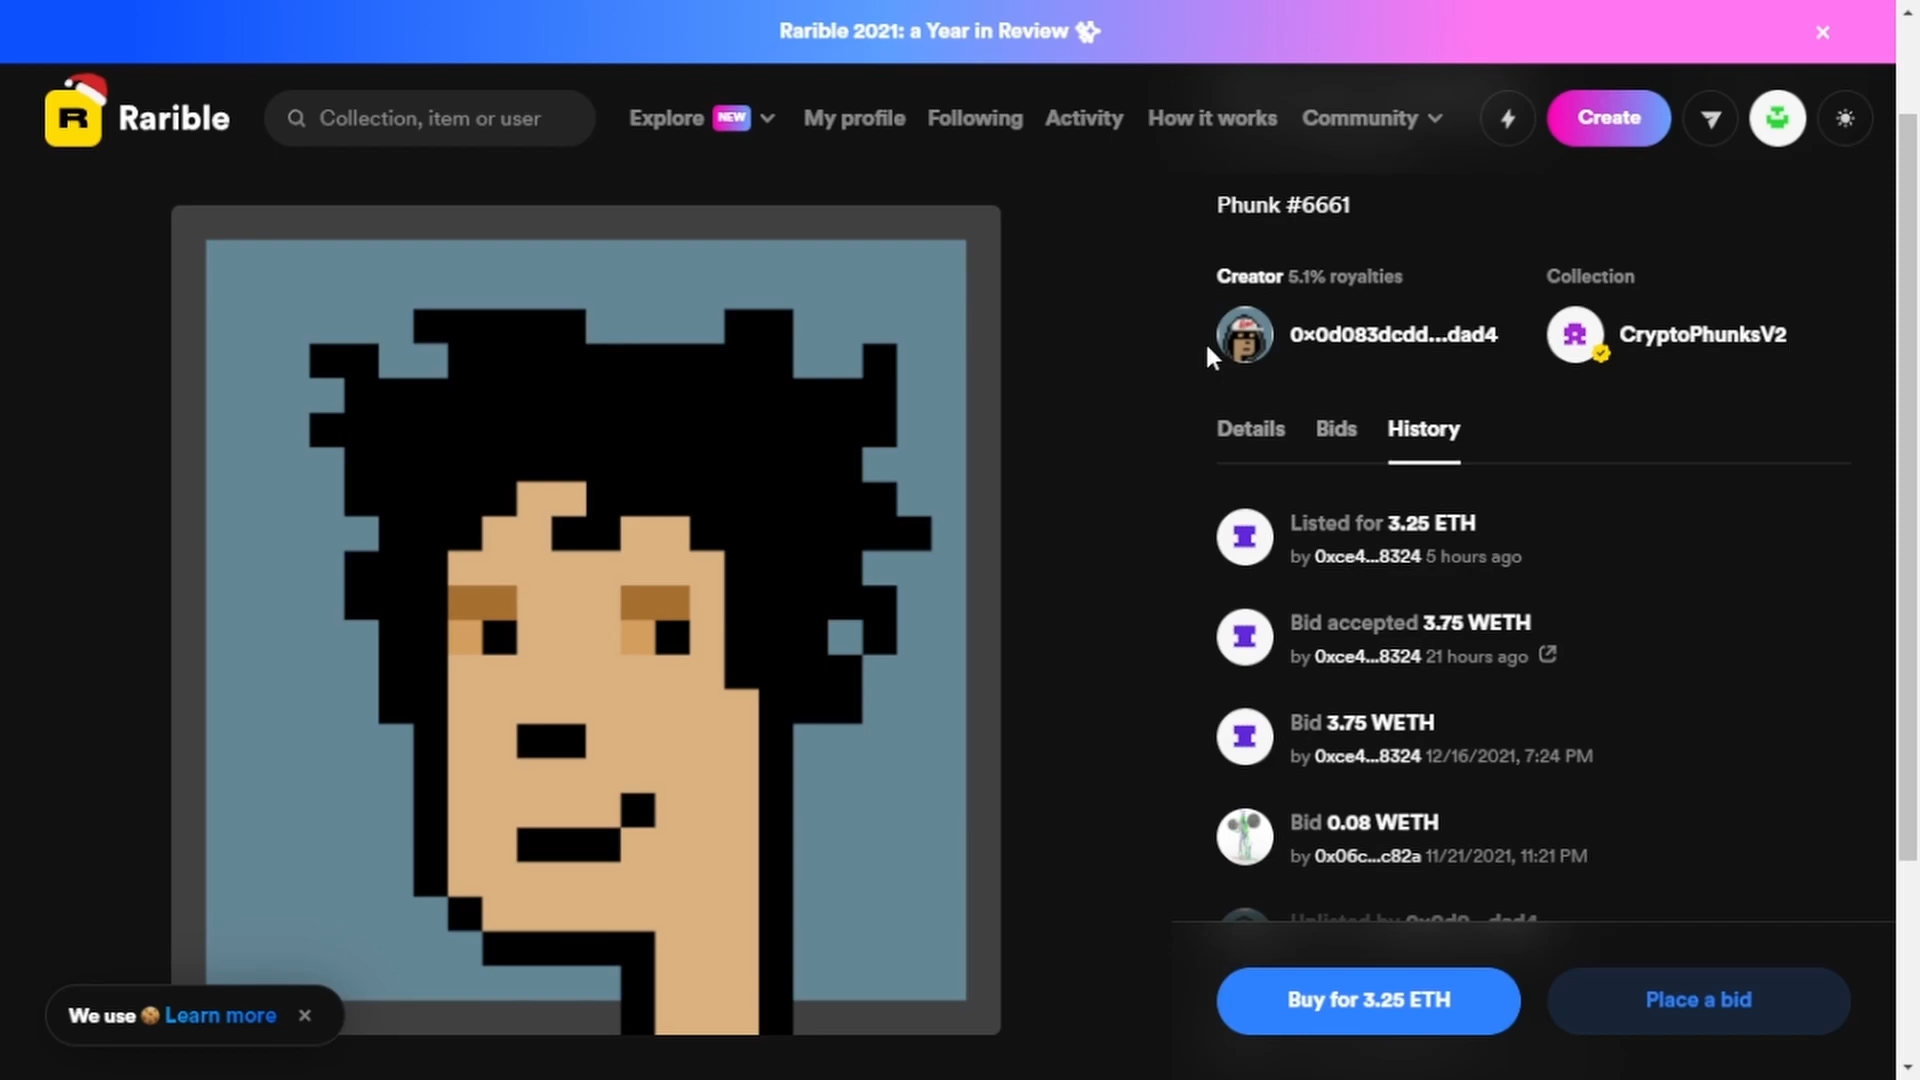 Rarible 2021: a Year in Review
R Rarible
Collection, item or user
Explore NEW
My profile
Following
Activity
How it works
Community
Create
Phunk #6661
Creator 5.1% royalties
Collection
0x0d083dcdd...dad4
CryptoPhunksV2
Details
Bids
History
Listed for 3.25 ETH
by 0xce4...8324 5 hours ago
Bid accepted 3.75 WETH
by 0xce4...8324 21 hours ago
Bid 3.75 WETH
by 0xce4...8324 12/16/2021, 7:24 PM
Bid 0.08 WETH
by 0x06c...c82a 11/21/2021, 11:21 PM
Unlisted by 0x0d0...dad4
Buy for 3.25 ETH
Place a bid
We use 🍪 Learn more